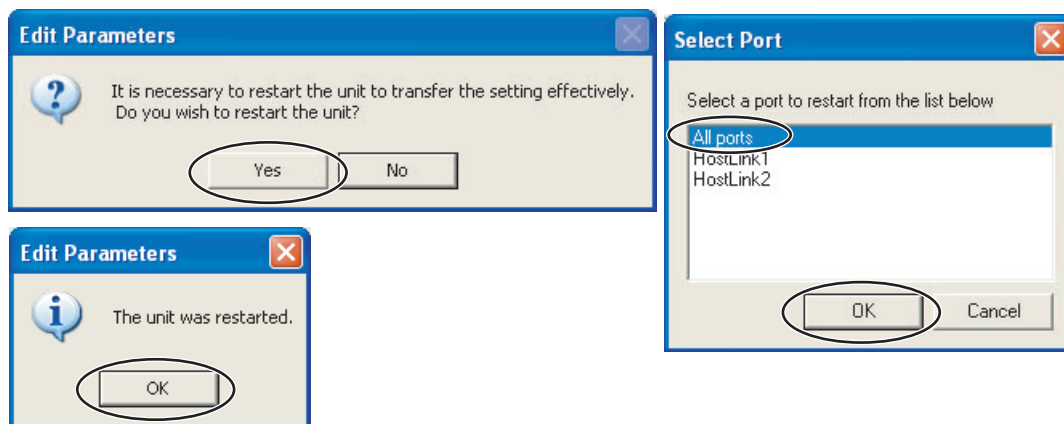 Edit Parameters
It is necessary to restart the unit to transfer the setting effectively.
Do you wish to restart the unit?
Yes
No
Select Port
Select a port to restart from the list below
All ports
HostLink1
HostLink2
OK
Cancel
Edit Parameters
The unit was restarted.
OK